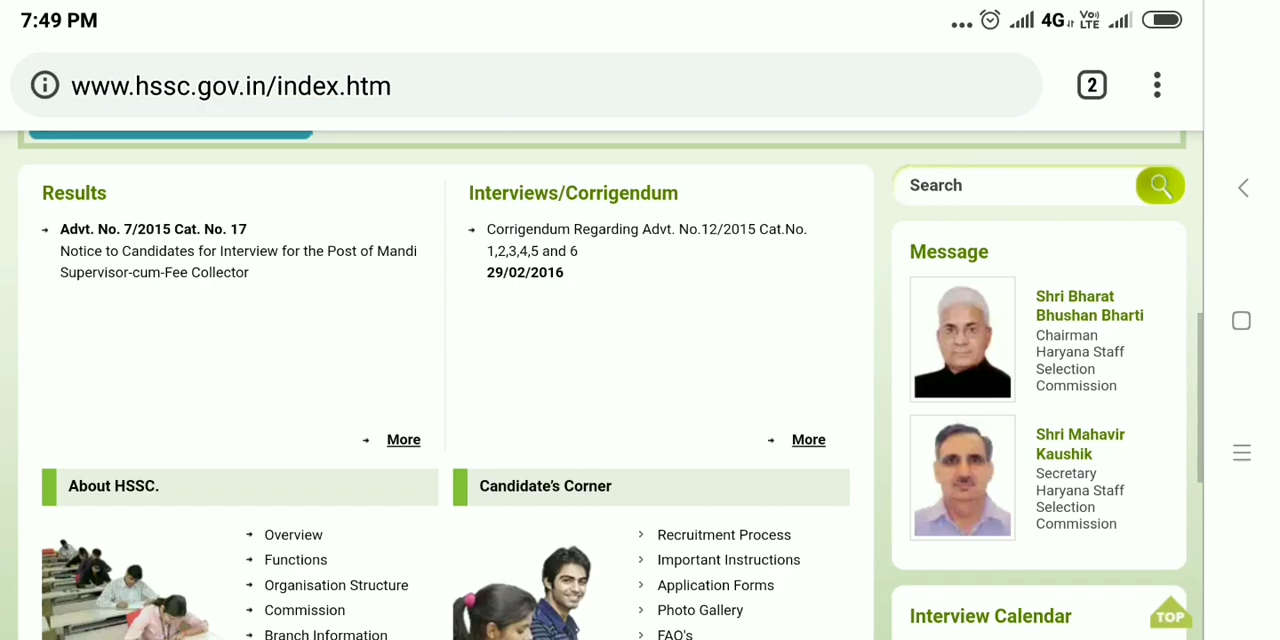 7:49 PM
4G
Vo))
LTE
www.hssc.gov.in/index.htm
2
Results
Advt. No. 7/2015 Cat. No. 17
Notice to Candidates for Interview for the Post of Mandi
Supervisor-cum-Fee Collector
More
Interviews/Corrigendum
Corrigendum Regarding Advt. No.12/2015 Cat.No.
1,2,3,4,5 and 6
29/02/2016
More
Search
Message
Shri Bharat
Bhushan Bharti
Chairman
Haryana Staff
Selection
Commission
Shri Mahavir
Kaushik
Secretary
Haryana Staff
Selection
Commission
About HSSC.
Overview
Functions
Organisation Structure
Commission
Branch Information
Candidate's Corner
Recruitment Process
Important Instructions
Application Forms
Photo Gallery
FAQ's
Interview Calendar
TOP